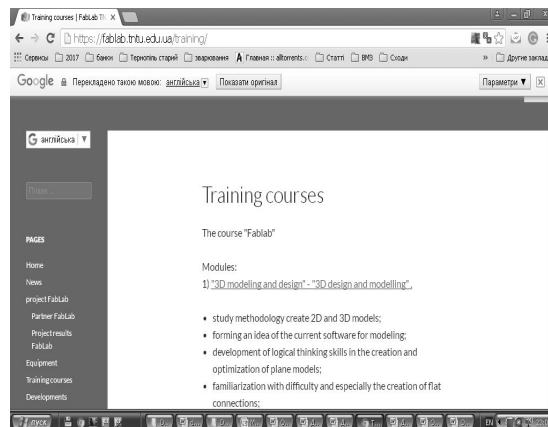 Training courses | FabLab TN
https://fablab.tntu.edu.ua/training/
Сервисы 2017 банки Тернопіль старий зварювання Главная :: alltorrents.c Статті ВМЗ Сходи » Другие заклад
Google Перекладено такою мовою: англійська Показати оригінал Параметри
англійська
Поиск ...
PAGES
Home
News
project FabLab
Partner FabLab
Project results
FabLab
Equipment
Training courses
Developments
Training courses
The course "Fablab"
Modules:
1) "3D modeling and design" - "3D design and modelling" .
• study methodology create 2D and 3D models;
• forming an idea of the current software for modeling;
• development of logical thinking skills in the creation and
optimization of plane models;
• familiarization with difficulty and especially the creation of flat
connections;
пуск
EN